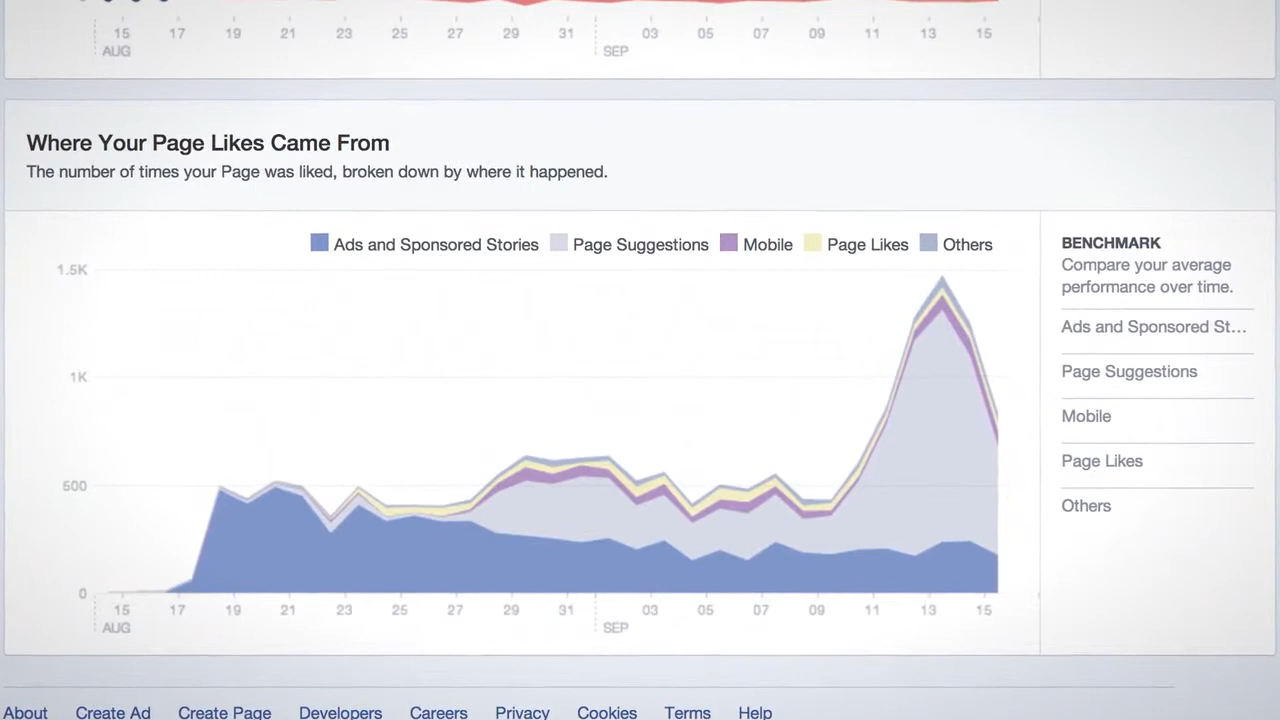 15 17 19 21 23 25 27 29 31 03 05 07 09 11 13 15
AUG SEP
Where Your Page Likes Came From
The number of times your Page was liked, broken down by where it happened.
Ads and Sponsored Stories Page Suggestions Mobile Page Likes Others
1.5K
1K
500
0
15 17 19 21 23 25 27 29 31 03 05 07 09 11 13 15
AUG SEP
BENCHMARK
Compare your average
performance over time.
Ads and Sponsored St...
Page Suggestions
Mobile
Page Likes
Others
About Create Ad Create Page Developers Careers Privacy Cookies Terms Help